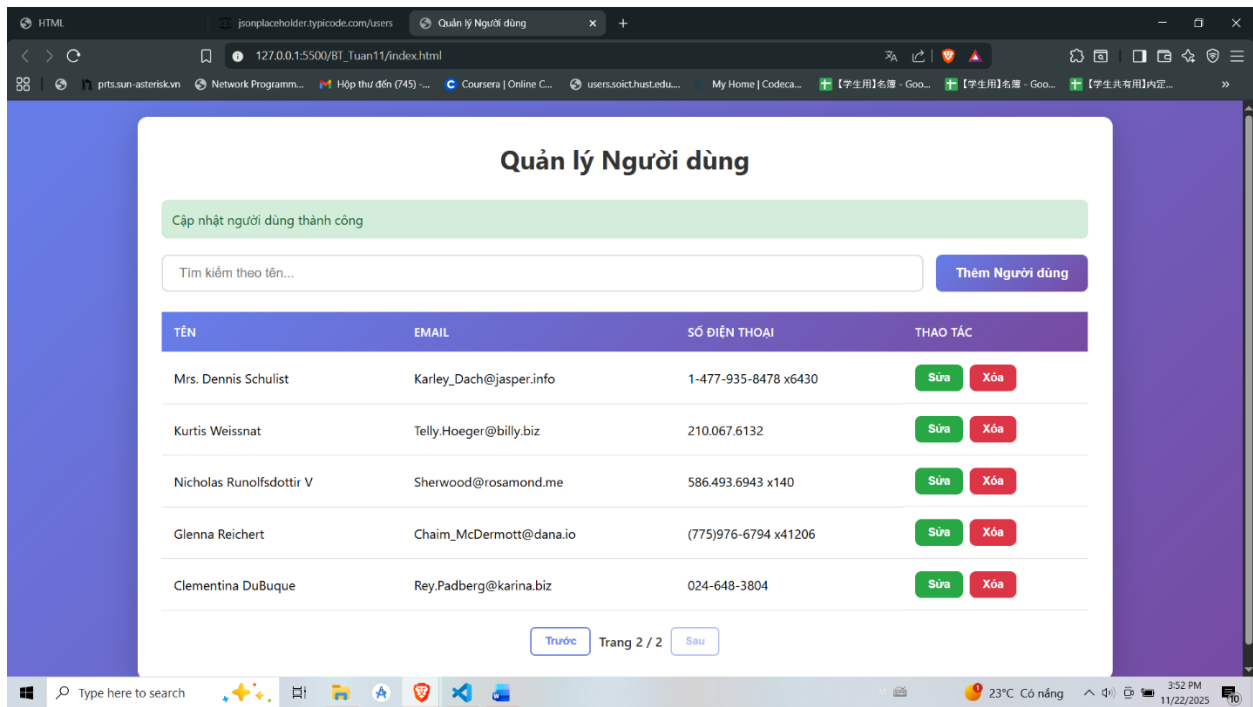 HTML jsonplaceholder.typicode.com/users Quản lý Người dùng
127.0.0.1:5500/BT_Tuan11/index.html
prts.sun-asterisk.vn Network Programm... Hộp thư đến (745) -... Coursera | Online C... users.soict.hust.edu.... My Home | Codeca... 【学生用】名簿 - Goo... 【学生用】名簿 - Goo... 【学生共有用】内定...
Quản lý Người dùng
Cập nhật người dùng thành công
Tìm kiếm theo tên... Thêm Người dùng
TÊN EMAIL SỐ ĐIỆN THOẠI THAO TÁC
Mrs. Dennis Schulist Karley_Dach@jasper.info 1-477-935-8478 x6430 Sửa Xóa
Kurtis Weissnat Telly.Hoeger@billy.biz 210.067.6132 Sửa Xóa
Nicholas Runolfsdottir V Sherwood@rosamond.me 586.493.6943 x140 Sửa Xóa
Glenna Reichert Chaim_McDermott@dana.io (775)976-6794 x41206 Sửa Xóa
Clementina DuBuque Rey.Padberg@karina.biz 024-648-3804 Sửa Xóa
Trước Trang 2 / 2 Sau
Type here to search 23°C Có nắng 3:52 PM
11/22/2025 10